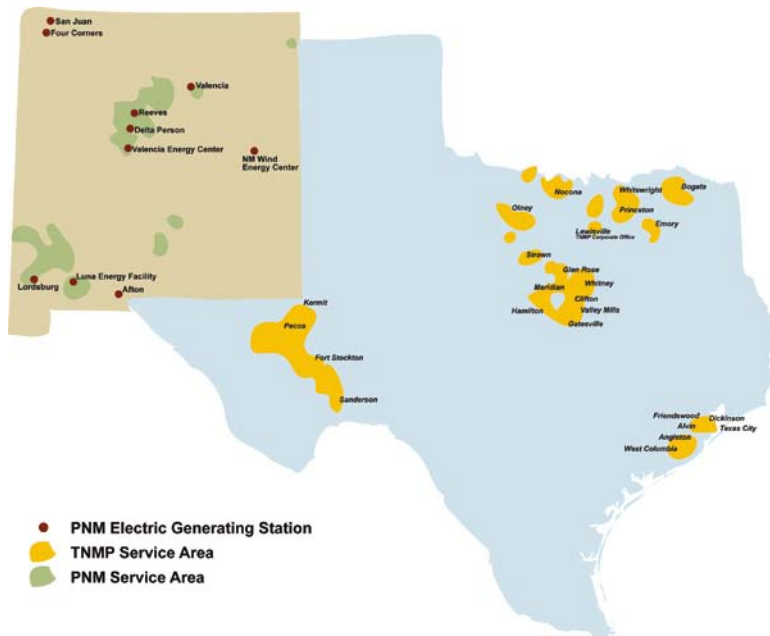 San Juan
Four Corners
Valencia
Reeves
Delta Person
Valencia Energy Center
NM Wind
Energy Center
Luna Energy Facility
Lordsburg
Afton
Nocona
Whitewright
Bogata
Olney
Princeton
Lewisville
TNMP Corporate Office
Emory
Strawn
Glen Rose
Meridian
Whitney
Clifton
Hamilton
Valley Mills
Gatesville
Kermit
Pecos
Fort Stockton
Sanderson
Friendswood
Dickinson
Alvin
Texas City
Angleton
West Columbia
PNM Electric Generating Station
TNMP Service Area
PNM Service Area